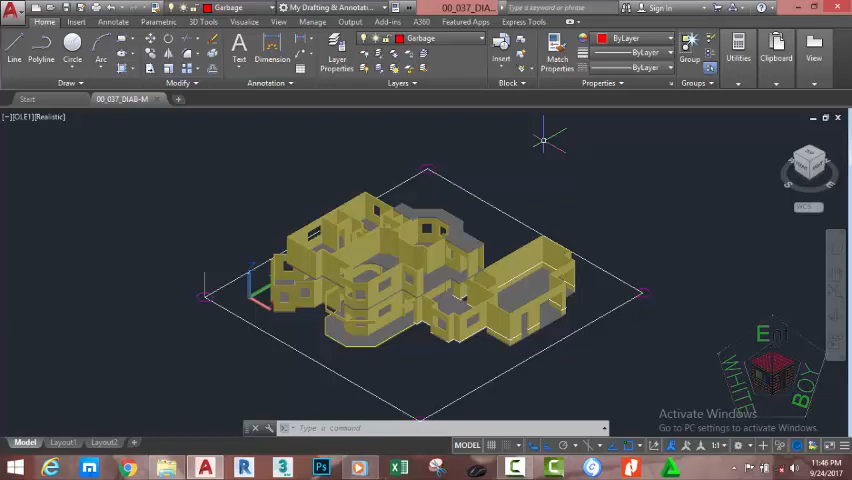 Garbage
My Drafting & Annotati...
00_037_DIA...
Type a keyword or phrase
Sign In
Home
Insert
Annotate
Parametric
3D Tools
Visualize
View
Manage
Output
Add-ins
A360
Featured Apps
Express Tools
Line
Polyline
Circle
Arc
Text
Dimension
Layer
Properties
Garbage
Insert
Match
Properties
ByLayer
ByLayer
ByLayer
Group
Utilities
Clipboard
View
Draw
Modify
Annotation
Layers
Block
Properties
Groups
Start
00_037_DIAB-M
[−][OLE1][Realistic]
TOP
S
E
WCS
Z
Ent
WHITE
BOY
Activate Windows
Go to PC settings to activate Windows.
Type a command
Model
Layout1
Layout2
MODEL
1:1
11:46 PM
9/24/2017